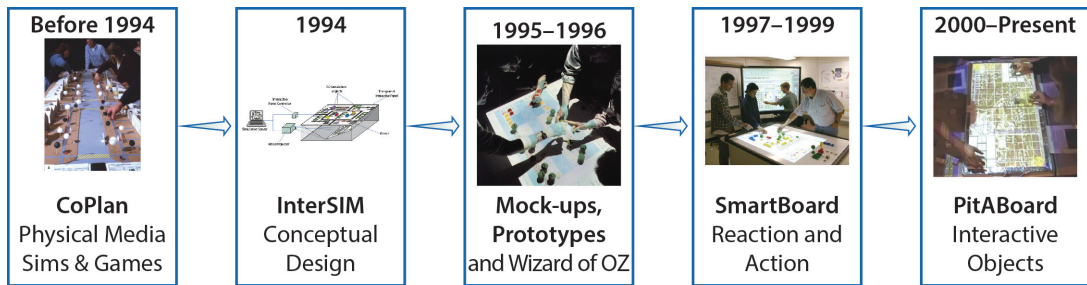 Before 1994
CoPlan
Physical Media
Sims & Games
1994
InterSIM
Conceptual
Design
1995–1996
Mock-ups,
Prototypes
and Wizard of OZ
1997–1999
SmartBoard
Reaction and
Action
2000–Present
PitABoard
Interactive
Objects